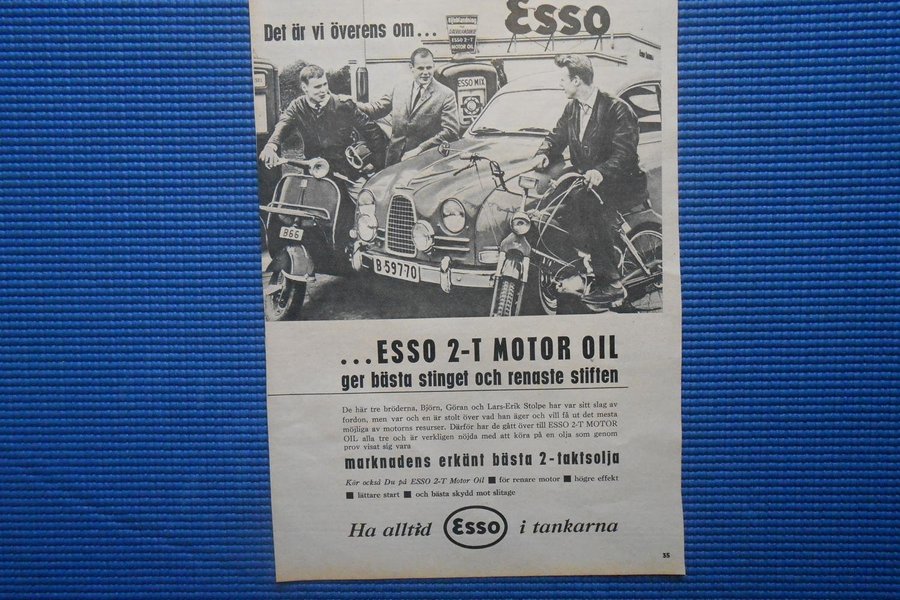 Esso
Det är vi överens om...
ESSO 2-T
MOTOR OIL
ESSO MIX
B66
B 59770
...ESSO 2-T MOTOR OIL
ger bästa stinget och renaste stiften
De här tre bröderna, Björn, Göran och Lars-Erik Stolpe har var sitt slag av
fordon, men var och en är stolt över vad han äger och vill få ut det mesta
möjliga av motorns resurser. Därför har de gått över till ESSO 2-T MOTOR
OIL alla tre och är verkligen nöjda med att köra på en olja som genom
prov visat sig vara
marknadens erkänt bästa 2-taktsolja
Kör också Du på ESSO 2-T Motor Oil ■ för renare motor ■ högre effekt
■ lättare start ■ och bästa skydd mot slitage
Ha alltid Esso i tankarna
35